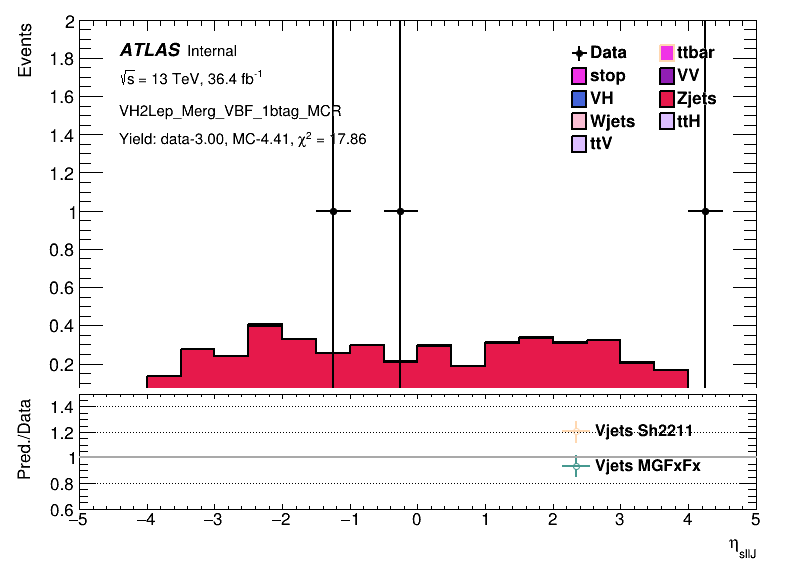 Events
2
1.8
1.6
1.4
1.2
1
0.8
0.6
0.4
0.2
ATLAS Internal
√s = 13 TeV, 36.4 fb⁻¹
VH2Lep_Merg_VBF_1btag_MCR
Yield: data-3.00, MC-4.41, χ² = 17.86
Data
ttbar
stop
VV
VH
Zjets
Wjets
ttH
ttV
Pred./Data
1.4
1.2
1
0.8
0.6
Vjets Sh2211
Vjets MGFxFx
−5 −4 −3 −2 −1 0 1 2 3 4 5
η_sllJ